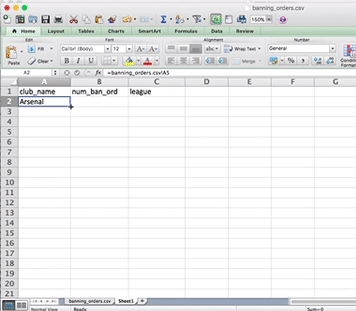 banning_orders.csv
150%
Home Layout Tables Charts SmartArt Formulas Data Review
Edit Font Alignment Number
Fill Calibri (Body) 12 A A abc Wrap Text General
Paste Clear B I U A Merge %
A2 fx =banning_orders.csv!A5
A B C D E F G
1 club_name num_ban_ord league
2 Arsenal
3
4
5
6
7
8
9
10
11
12
13
14
15
16
17
18
19
20
21
banning_orders.csv Sheet1 +
Normal View Ready Sum=0